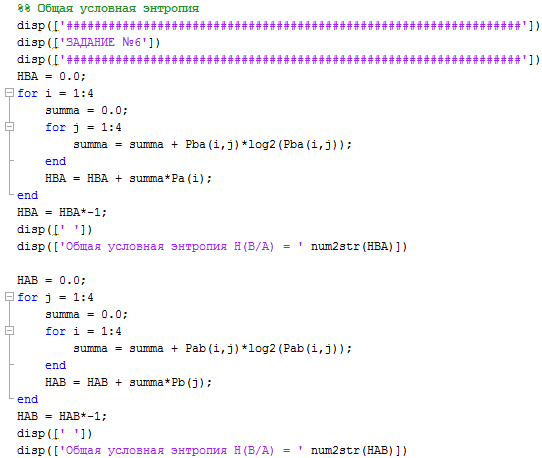 %% Общая условная энтропия
disp(['#################################################################'])
disp(['ЗАДАНИЕ №6'])
disp(['#################################################################'])
HBA = 0.0;
for i = 1:4
    summa = 0.0;
    for j = 1:4
        summa = summa + Pba(i,j)*log2(Pba(i,j));
    end
    HBA = HBA + summa*Pa(i);
end
HBA = HBA*-1;
disp([' '])
disp(['Общая условная энтропия H(B/A) = ' num2str(HBA)])

HAB = 0.0;
for j = 1:4
    summa = 0.0;
    for i = 1:4
        summa = summa + Pab(i,j)*log2(Pab(i,j));
    end
    HAB = HAB + summa*Pb(j);
end
HAB = HAB*-1;
disp([' '])
disp(['Общая условная энтропия H(B/A) = ' num2str(HAB)])